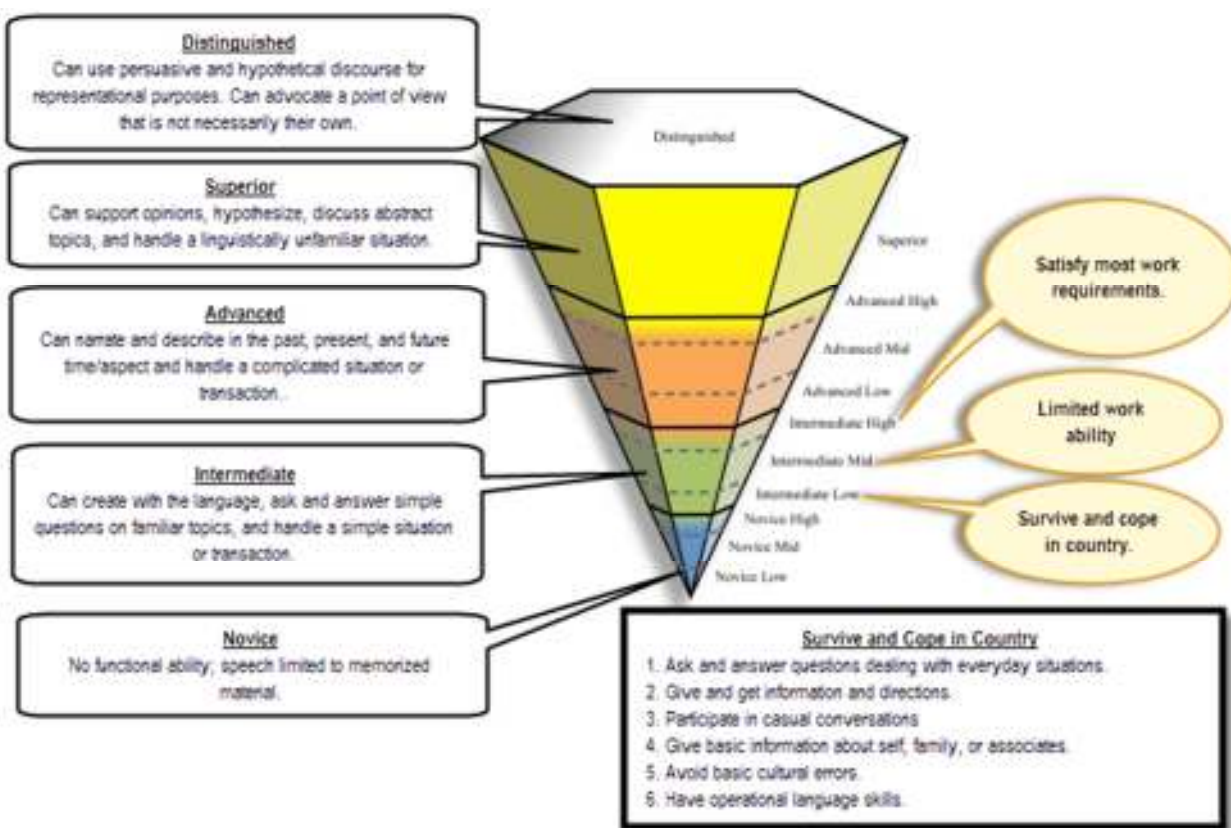 Distinguished
Can use persuasive and hypothetical discourse for
representational purposes. Can advocate a point of view
that is not necessarily their own.
Superior
Can support opinions, hypothesize, discuss abstract
topics, and handle a linguistically unfamiliar situation.
Advanced
Can narrate and describe in the past, present, and future
time/aspect and handle a complicated situation or
transaction..
Intermediate
Can create with the language, ask and answer simple
questions on familiar topics, and handle a simple situation
or transaction.
Novice
No functional ability; speech limited to memorized
material.
Distinguished
Superior
Advanced High
Advanced Mid
Advanced Low
Intermediate High
Intermediate Mid
Intermediate Low
Novice High
Novice Mid
Novice Low
Satisfy most work
requirements.
Limited work
ability
Survive and cope
in country.
Survive and Cope in Country
1. Ask and answer questions dealing with everyday situations.
2. Give and get information and directions.
3. Participate in casual conversations
4. Give basic information about self, family, or associates.
5. Avoid basic cultural errors.
6. Have operational language skills.